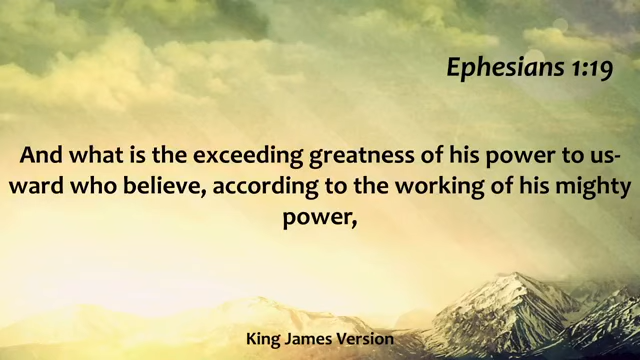 Ephesians 1:19
And what is the exceeding greatness of his power to us-
ward who believe, according to the working of his mighty
power,
King James Version